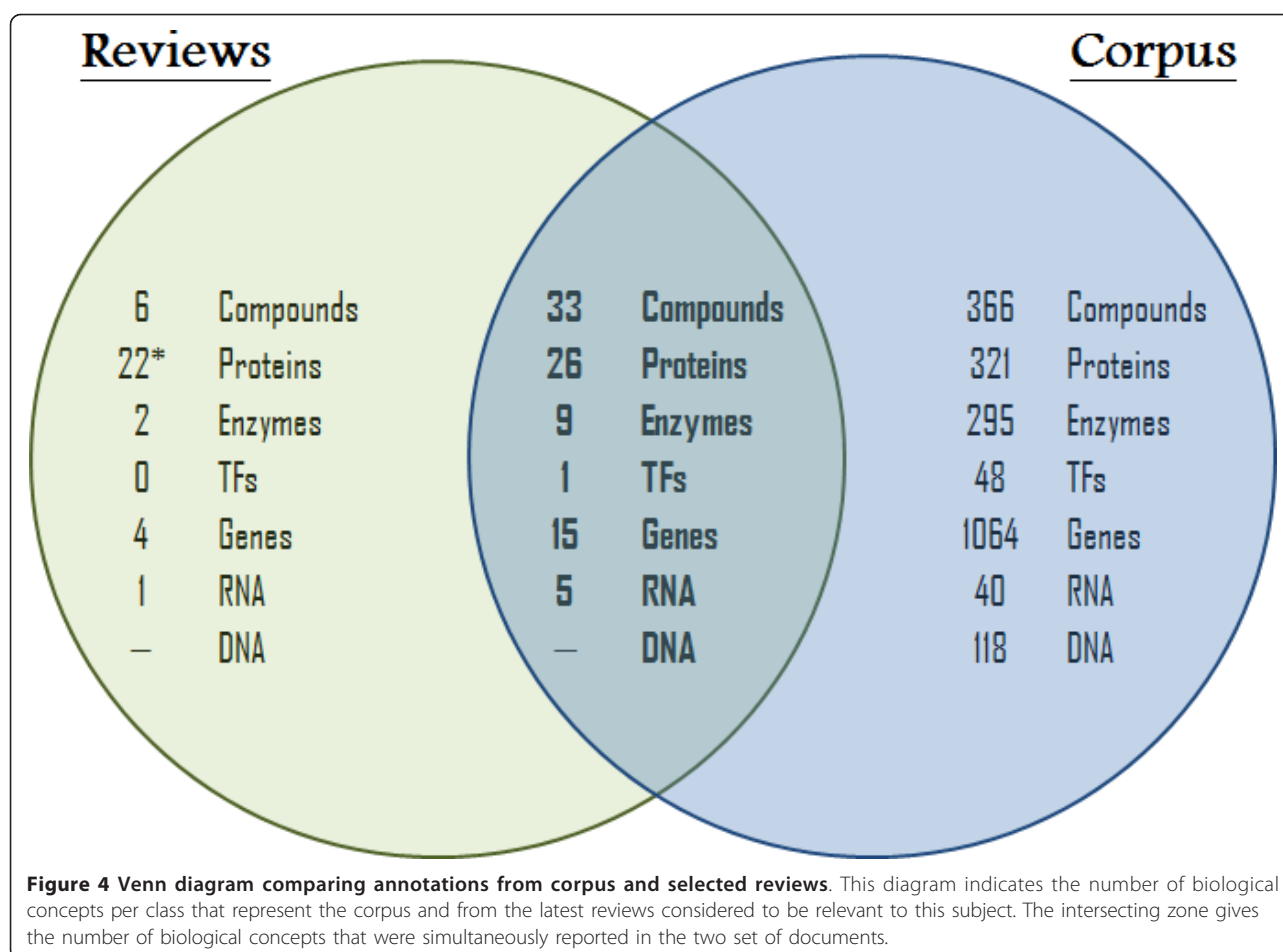 Reviews Corpus
6 Compounds 33 Compounds 366 Compounds
22* Proteins 26 Proteins 321 Proteins
2 Enzymes 9 Enzymes 295 Enzymes
0 TFs 1 TFs 48 TFs
4 Genes 15 Genes 1064 Genes
1 RNA 5 RNA 40 RNA
– DNA – DNA 118 DNA
Figure 4 Venn diagram comparing annotations from corpus and selected reviews. This diagram indicates the number of biological
concepts per class that represent the corpus and from the latest reviews considered to be relevant to this subject. The intersecting zone gives
the number of biological concepts that were simultaneously reported in the two set of documents.